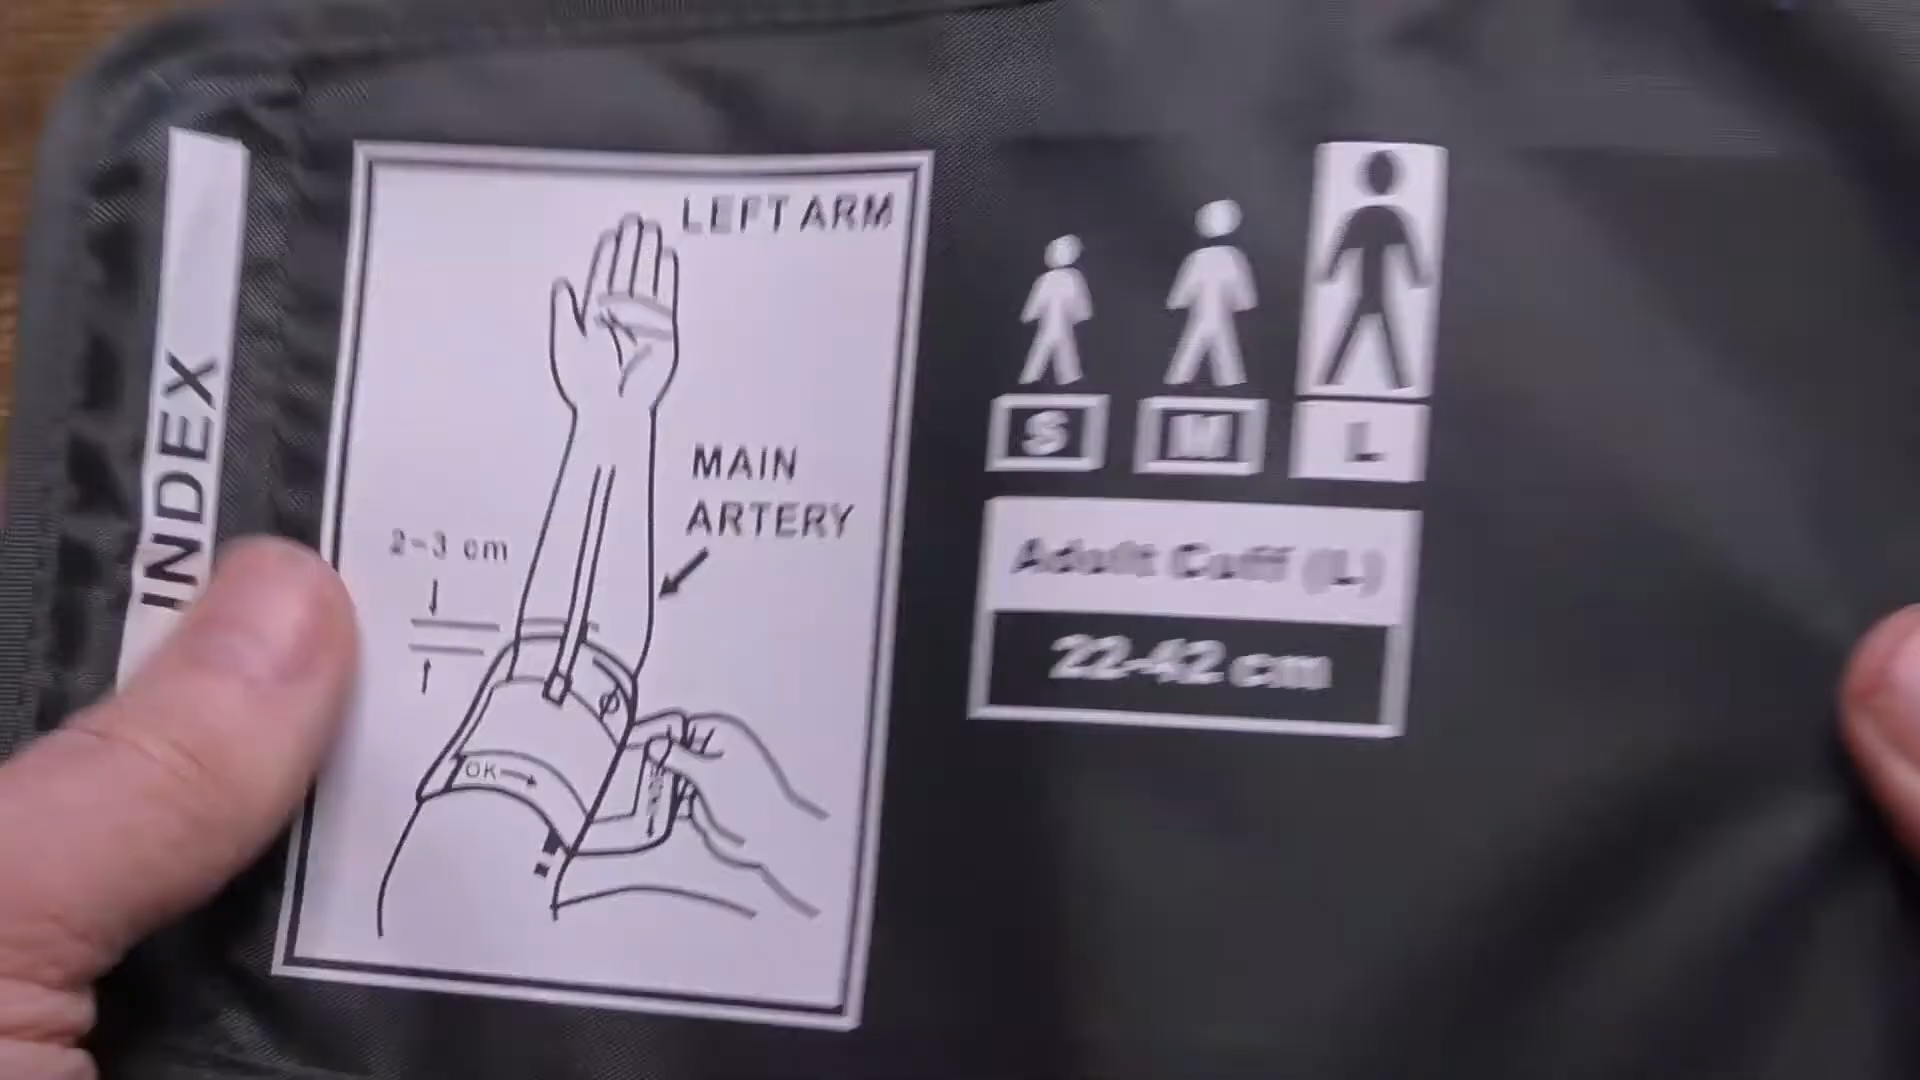 INDEX
LEFT ARM
MAIN
ARTERY
2-3 cm
OK
S
M
L
Adult Cuff (L)
22-42 cm